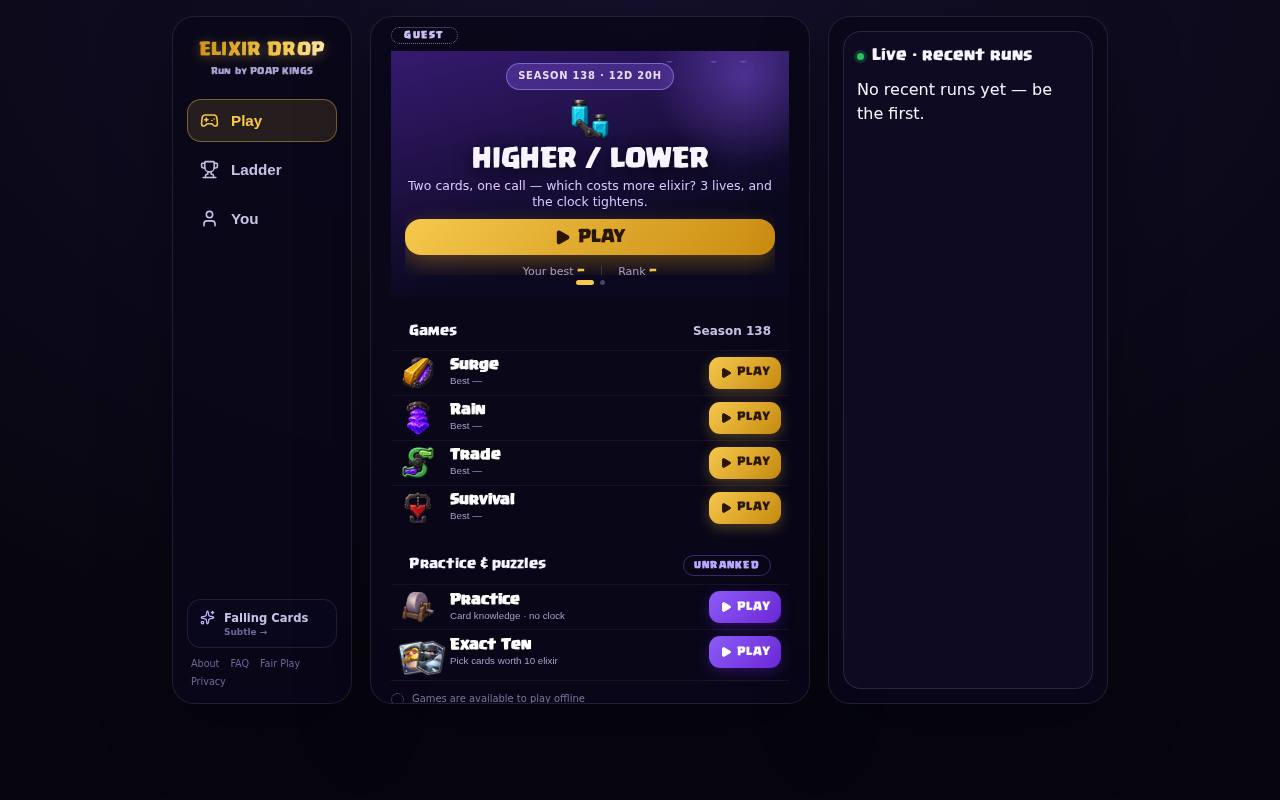 ELIXIR DROP
Run by POAP KINGS
Play
Ladder
You
Falling Cards
Subtle →
About FAQ Fair Play
Privacy
GUEST
SEASON 138 · 12D 20H
HIGHER / LOWER
Two cards, one call — which costs more elixir? 3 lives, and
the clock tightens.
PLAY
Your best – Rank –
Games Season 138
Surge
Best —
PLAY
Rain
Best —
PLAY
Trade
Best —
PLAY
Survival
Best —
PLAY
Practice & puzzles UNRANKED
Practice
Card knowledge · no clock
PLAY
Exact Ten
Pick cards worth 10 elixir
PLAY
Games are available to play offline
Live · recent runs
No recent runs yet — be
the first.